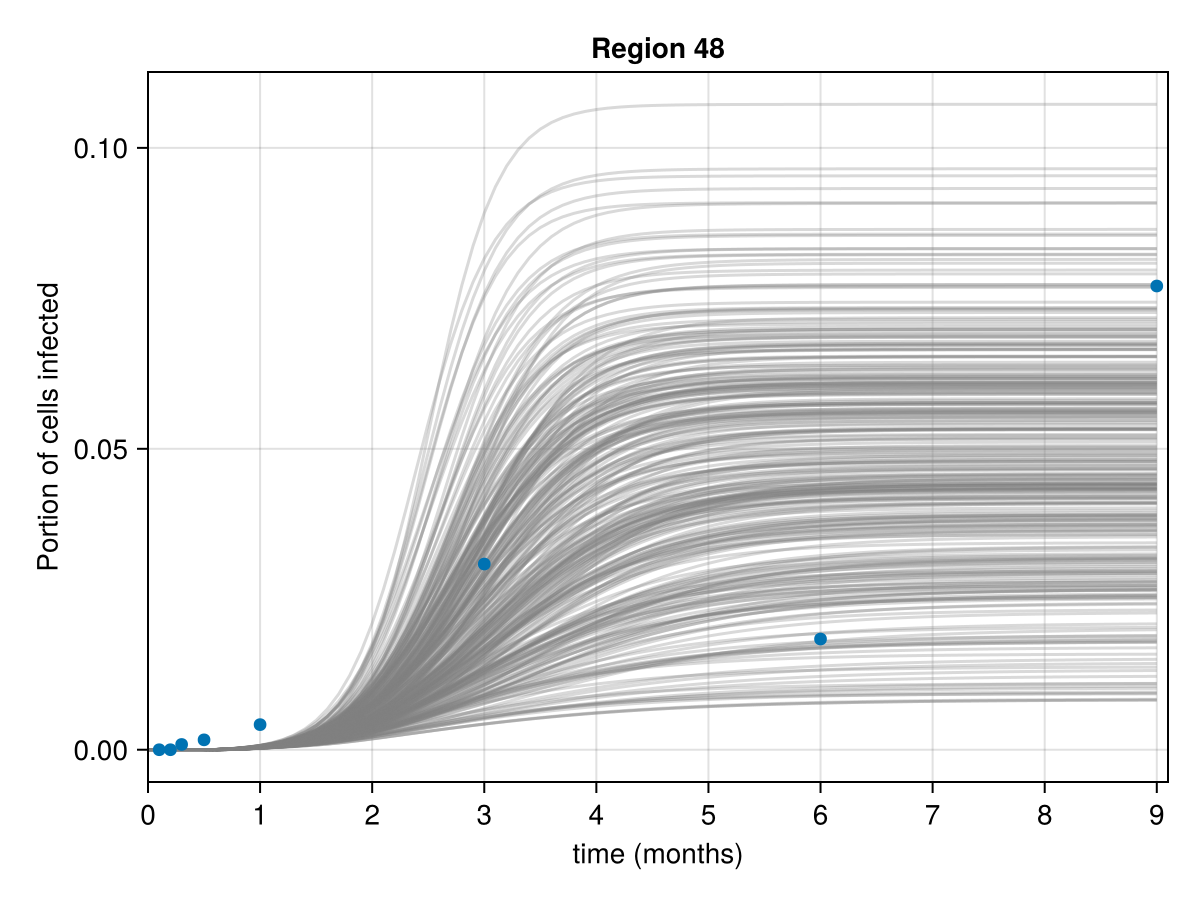 Region 48
Portion of cells infected
0.10
0.05
0.00
0 1 2 3 4 5 6 7 8 9
time (months)